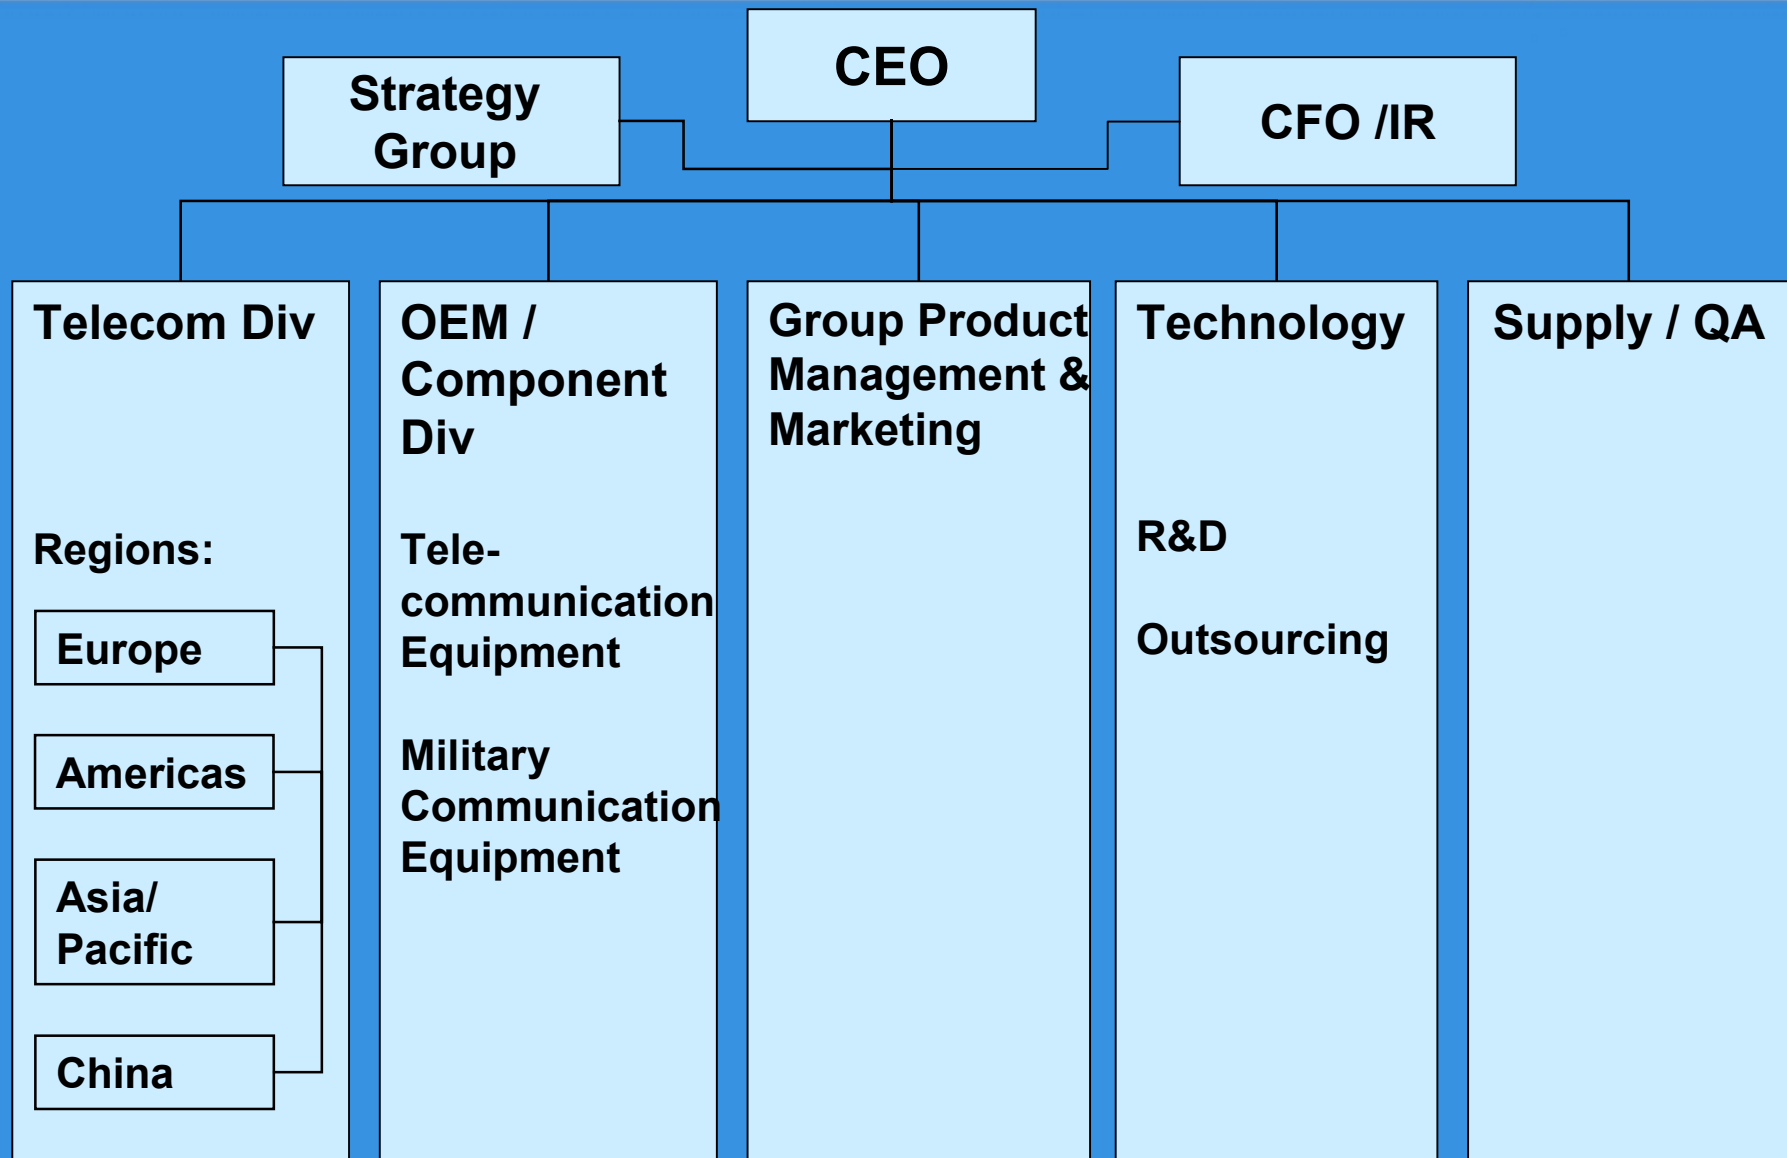 CEO
Strategy
Group
CFO /IR
Telecom Div
Regions:
Europe
Americas
Asia/
Pacific
China
OEM /
Component
Div
Tele-
communication
Equipment
Military
Communication
Equipment
Group Product
Management &
Marketing
Technology
R&D
Outsourcing
Supply / QA